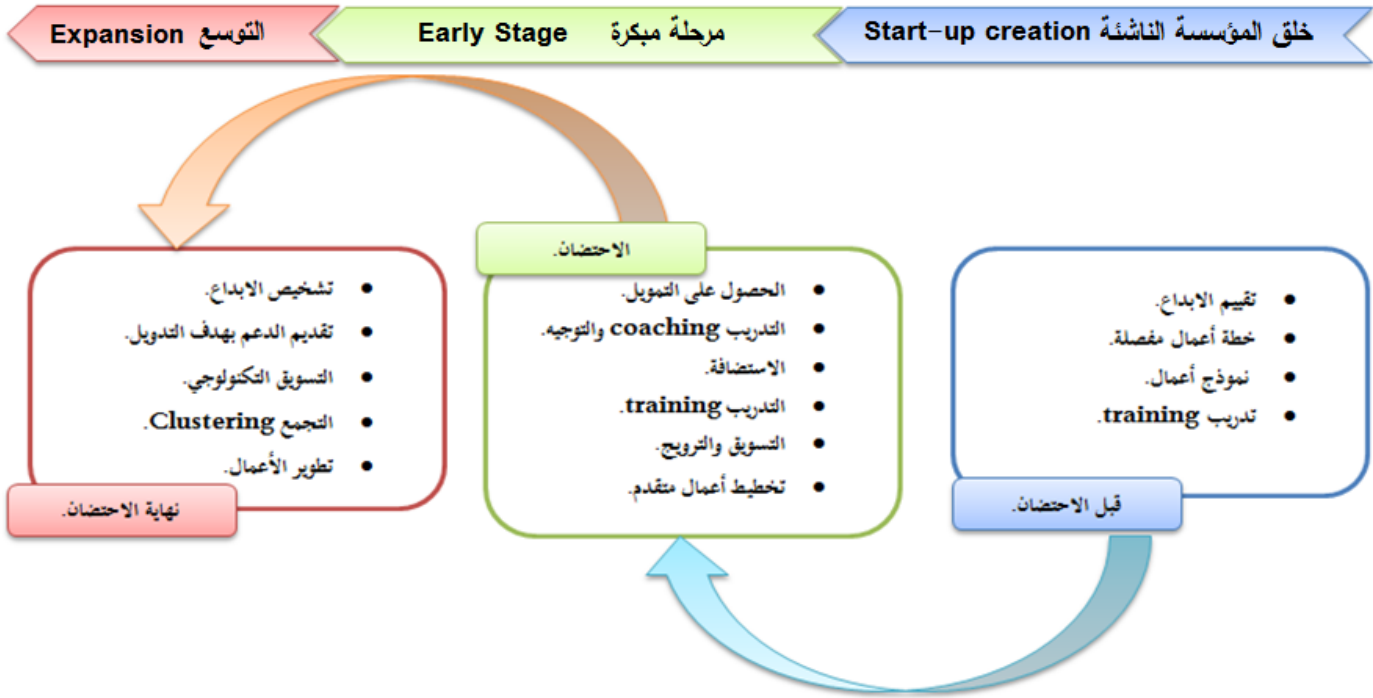 خلق المؤسسة الناشئة Start-up creation
مرحلة مبكرة Early Stage
التوسع Expansion
تقييم الابداع.
خطة أعمال مفصلة.
نموذج أعمال.
تدريب training.
قبل الاحتضان.
الاحتضان.
الحصول على التمويل.
التدريب coaching والتوجيه.
الاستضافة.
التدريب training.
التسويق والترويج.
تخطيط أعمال متقدم.
تشخيص الابداع.
تقديم الدعم بهدف التدويل.
التسويق التكنولوجي.
التجمع Clustering.
تطوير الأعمال.
نهاية الاحتضان.